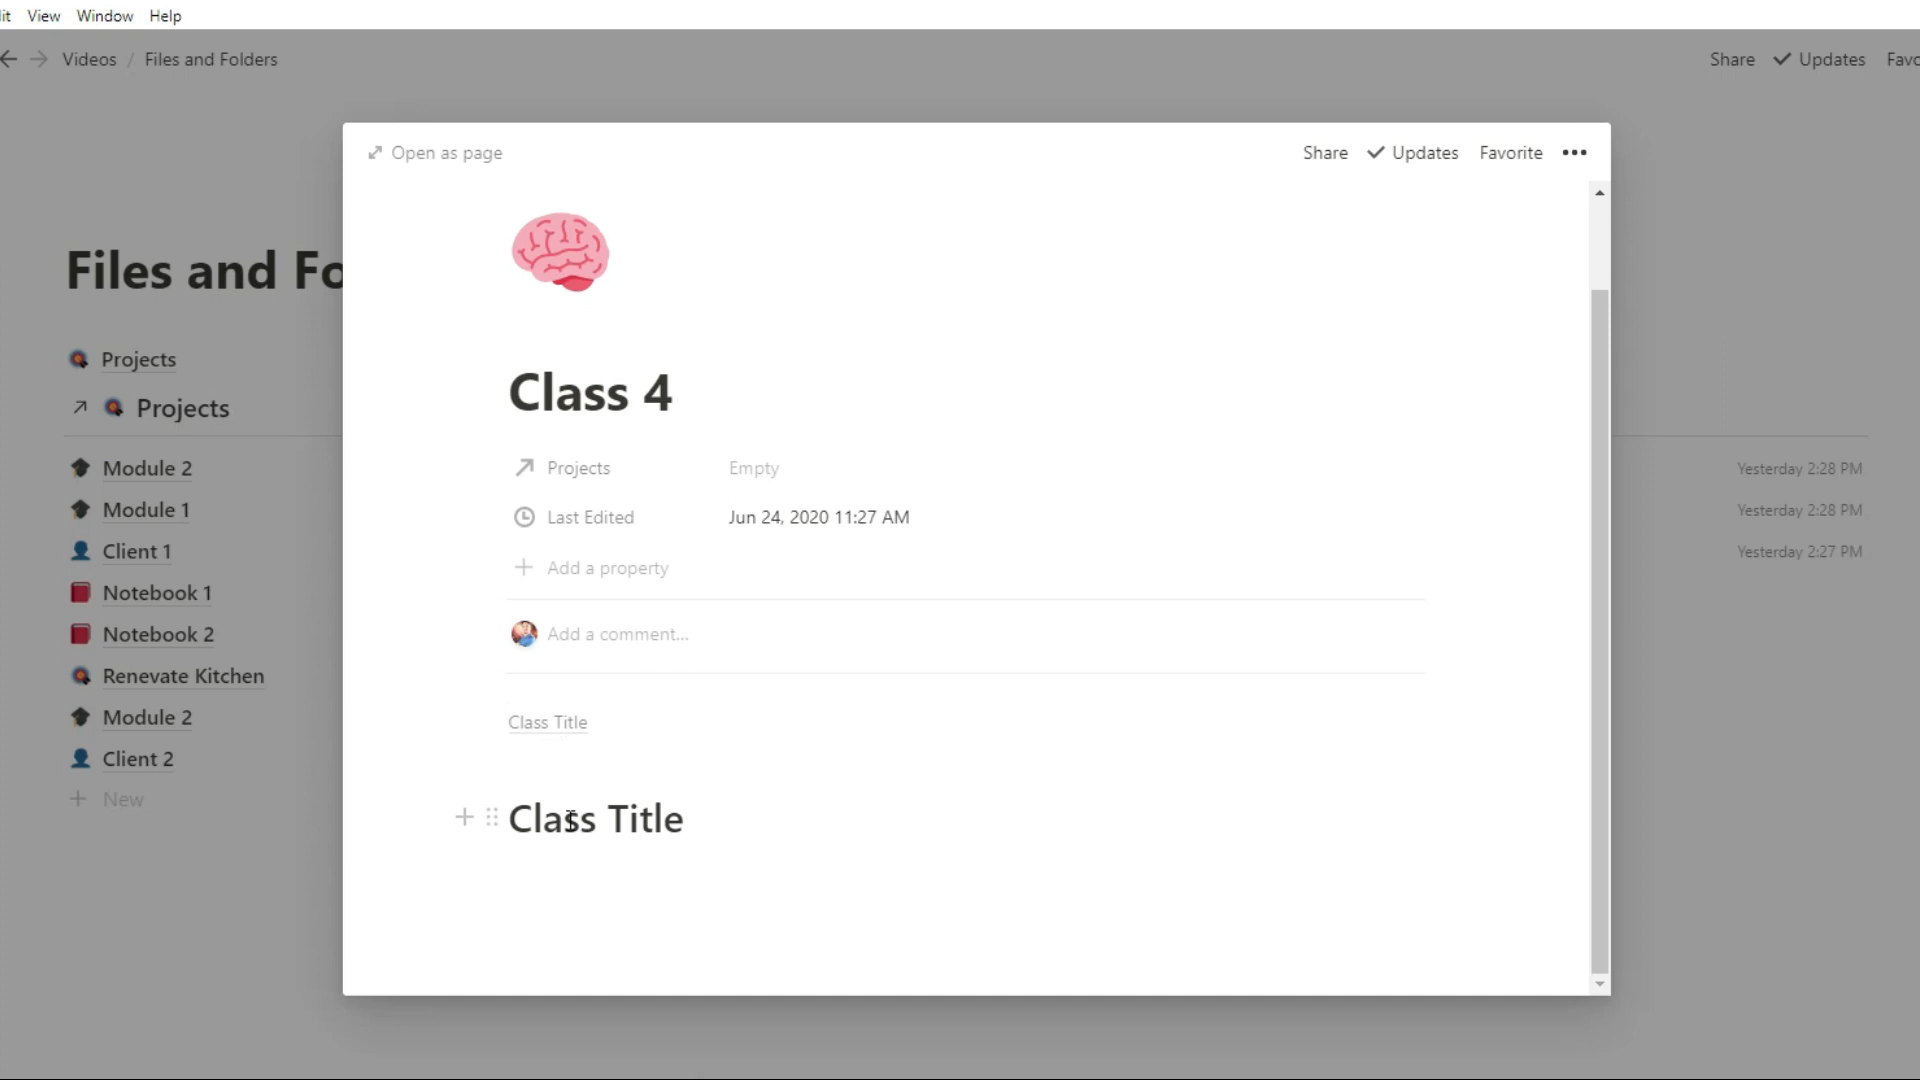 it View Window Help
Videos / Files and Folders
Share Updates Favo
Open as page
Share Updates Favorite •••
Files and Fo
Class 4
Projects
Projects
Projects Empty
Module 2
Yesterday 2:28 PM
Module 1
Last Edited Jun 24, 2020 11:27 AM
Yesterday 2:28 PM
Client 1
Add a property
Yesterday 2:27 PM
Notebook 1
Notebook 2
Add a comment...
Renevate Kitchen
Module 2
Class Title
Client 2
New
Class Title